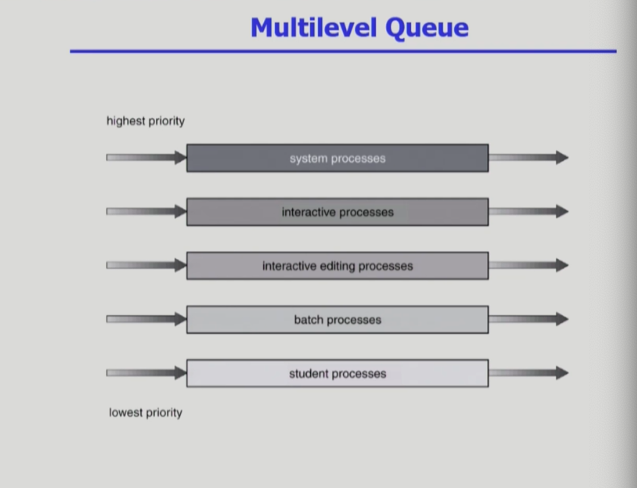 Multilevel Queue
highest priority
system processes
interactive processes
interactive editing processes
batch processes
student processes
lowest priority